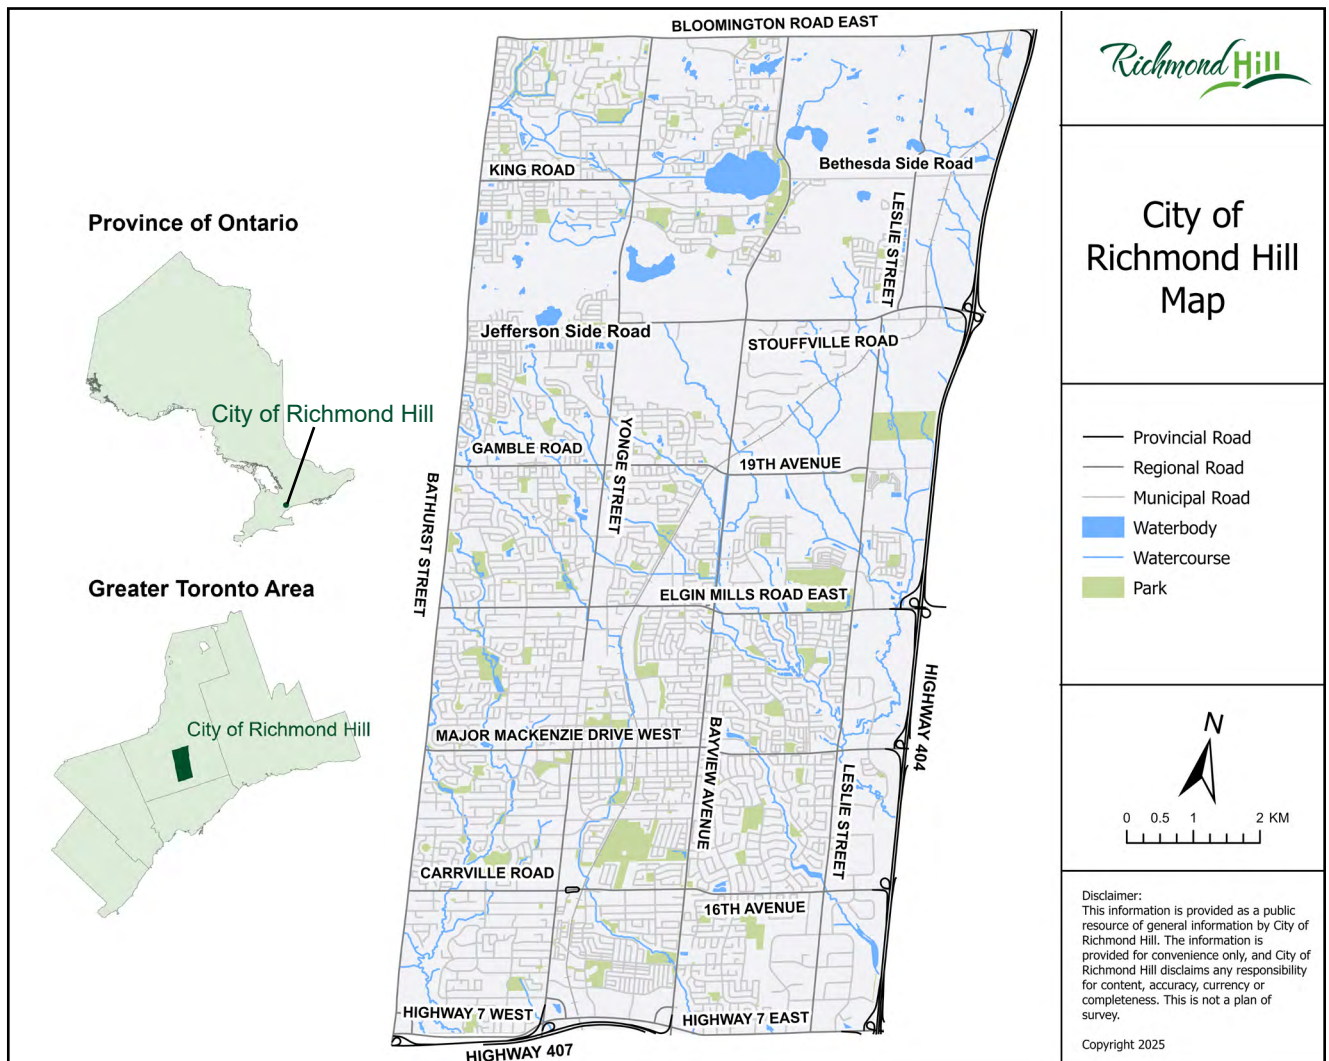 BLOOMINGTON ROAD EAST
KING ROAD
Bethesda Side Road
LESLIE STREET
Jefferson Side Road
STOUFFVILLE ROAD
GAMBLE ROAD
YONGE STREET
19TH AVENUE
BATHURST STREET
ELGIN MILLS ROAD EAST
HIGHWAY 404
MAJOR MACKENZIE DRIVE WEST
BAYVIEW AVENUE
LESLIE STREET
CARRVILLE ROAD
16TH AVENUE
HIGHWAY 7 WEST
HIGHWAY 7 EAST
HIGHWAY 407
Province of Ontario
City of Richmond Hill
Greater Toronto Area
City of Richmond Hill
Richmond Hill
City of
Richmond Hill
Map
Provincial Road
Regional Road
Municipal Road
Waterbody
Watercourse
Park
N
0 0.5 1 2 KM
Disclaimer:
This information is provided as a public
resource of general information by City of
Richmond Hill. The information is
provided for convenience only, and City of
Richmond Hill disclaims any responsibility
for content, accuracy, currency or
completeness. This is not a plan of
survey.
Copyright 2025